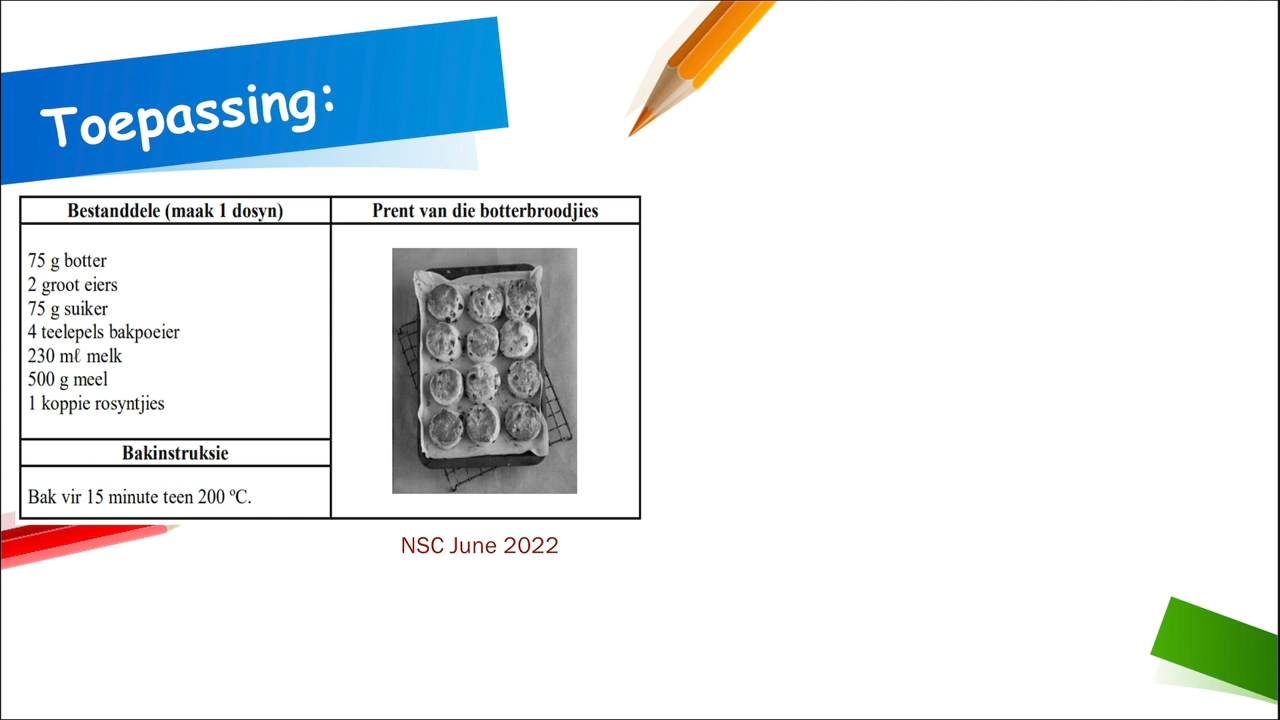 Toepassing:
Bestanddele (maak 1 dosyn)
Prent van die botterbroodjies
75 g botter
2 groot eiers
75 g suiker
4 teelepels bakpoeier
230 mℓ melk
500 g meel
1 koppie rosyntjies
Bakinstruksie
Bak vir 15 minute teen 200 ºC.
NSC June 2022